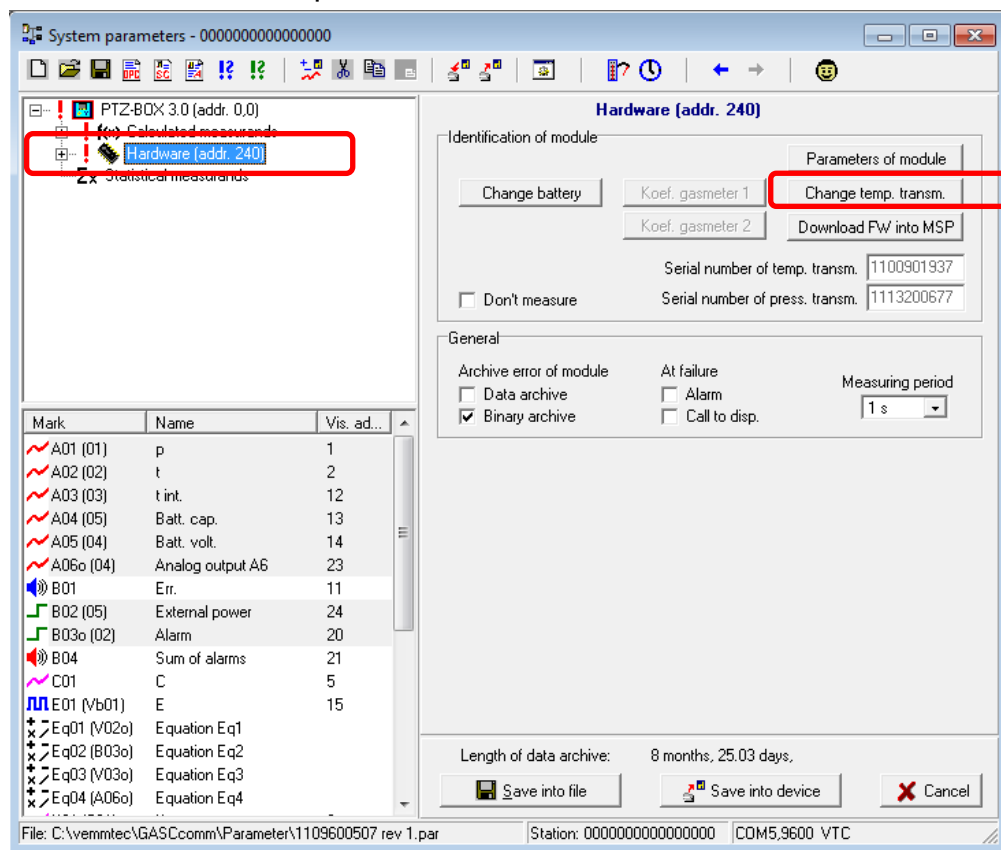 System parameters - 0000000000000000
PTZ-BOX 3.0 (addr. 0,0)
Calculated measurands
Hardware (addr. 240)
Statistical measurands
Mark Name Vis. ad...
A01 (01) p 1
A02 (02) t 2
A03 (03) t int. 12
A04 (05) Batt. cap. 13
A05 (04) Batt. volt. 14
A06o (04) Analog output A6 23
B01 Err. 11
B02 (05) External power 24
B03o (02) Alarm 20
B04 Sum of alarms 21
C01 C 5
E01 (Vb01) E 15
Eq01 (V02o) Equation Eq1
Eq02 (B03o) Equation Eq2
Eq03 (V03o) Equation Eq3
Eq04 (A06o) Equation Eq4
Hardware (addr. 240)
Identification of module
Parameters of module
Change battery Koef. gasmeter 1 Change temp. transm.
Koef. gasmeter 2 Download FW into MSP
Serial number of temp. transm. 1100901937
Don't measure Serial number of press. transm. 1113200677
General
Archive error of module At failure Measuring period
Data archive Alarm 1 s
Binary archive Call to disp.
Length of data archive: 8 months, 25.03 days,
Save into file Save into device Cancel
File: C:\vemmtec\GASCcomm\Parameter\1109600507 rev 1.par Station: 0000000000000000 COM5,9600 VTC